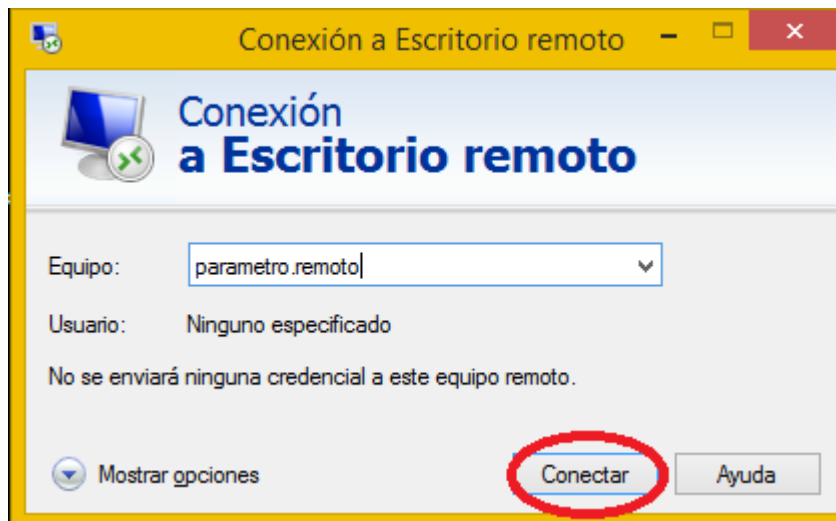 Conexión a Escritorio remoto
Conexión
a Escritorio remoto
Equipo: parametro.remoto
Usuario: Ninguno especificado
No se enviará ninguna credencial a este equipo remoto.
Mostrar opciones Conectar Ayuda